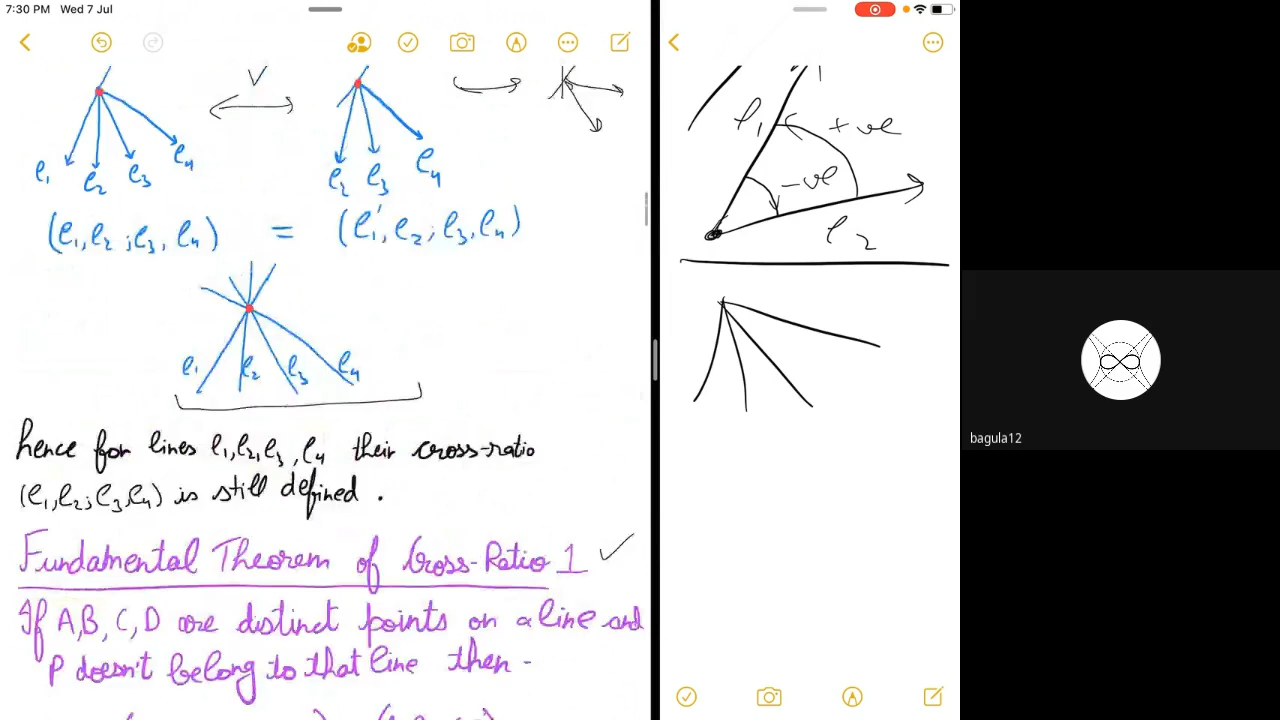 7:30 PM Wed 7 Jul
ℓ₁ ℓ₂ ℓ₃ ℓ₄
ℓ₂ ℓ₃ ℓ₄
(ℓ₁,ℓ₂;ℓ₃,ℓ₄) = (ℓ₁',ℓ₂;ℓ₃,ℓ₄)
ℓ₁ ℓ₂ ℓ₃ ℓ₄
hence for lines ℓ₁,ℓ₂,ℓ₃,ℓ₄ their cross-ratio
(ℓ₁,ℓ₂;ℓ₃,ℓ₄) is still defined.
Fundamental Theorem of Cross-Ratio 1
If A,B,C,D are distinct points on a line and
P doesn't belong to that line then -
ℓ₁ +ve
-ve
ℓ₂
bagula12